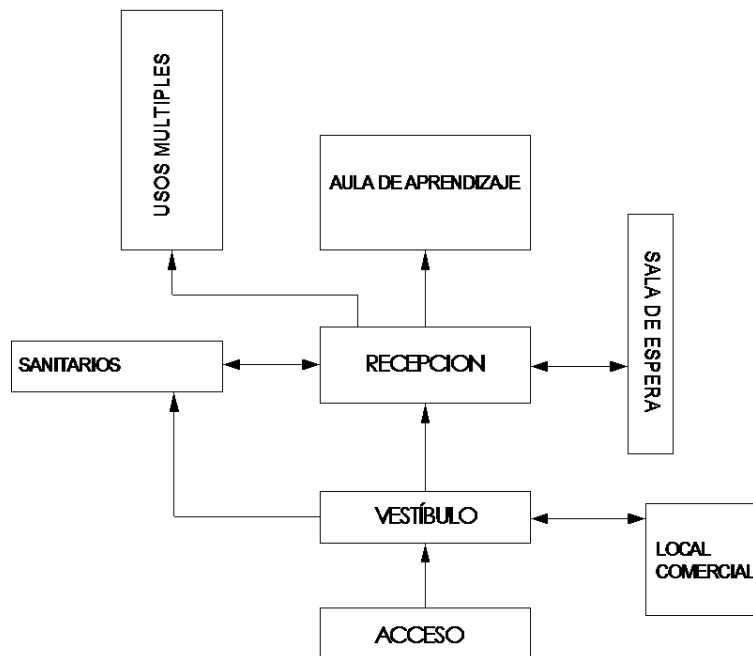 USOS MULTIPLES
AULA DE APRENDIZAJE
SALA DE ESPERA
SANITARIOS
RECEPCION
VESTÍBULO
LOCAL
COMERCIAL
ACCESO